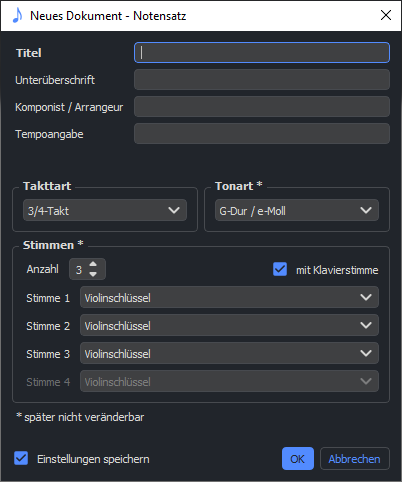 Neues Dokument - Notensatz
Titel
Unterüberschrift
Komponist / Arrangeur
Tempoangabe
Takttart
Tonart *
3/4-Takt
G-Dur / e-Moll
Stimmen *
Anzahl 3 mit Klavierstimme
Stimme 1 Violinschlüssel
Stimme 2 Violinschlüssel
Stimme 3 Violinschlüssel
Stimme 4 Violinschlüssel
* später nicht veränderbar
Einstellungen speichern OK Abbrechen